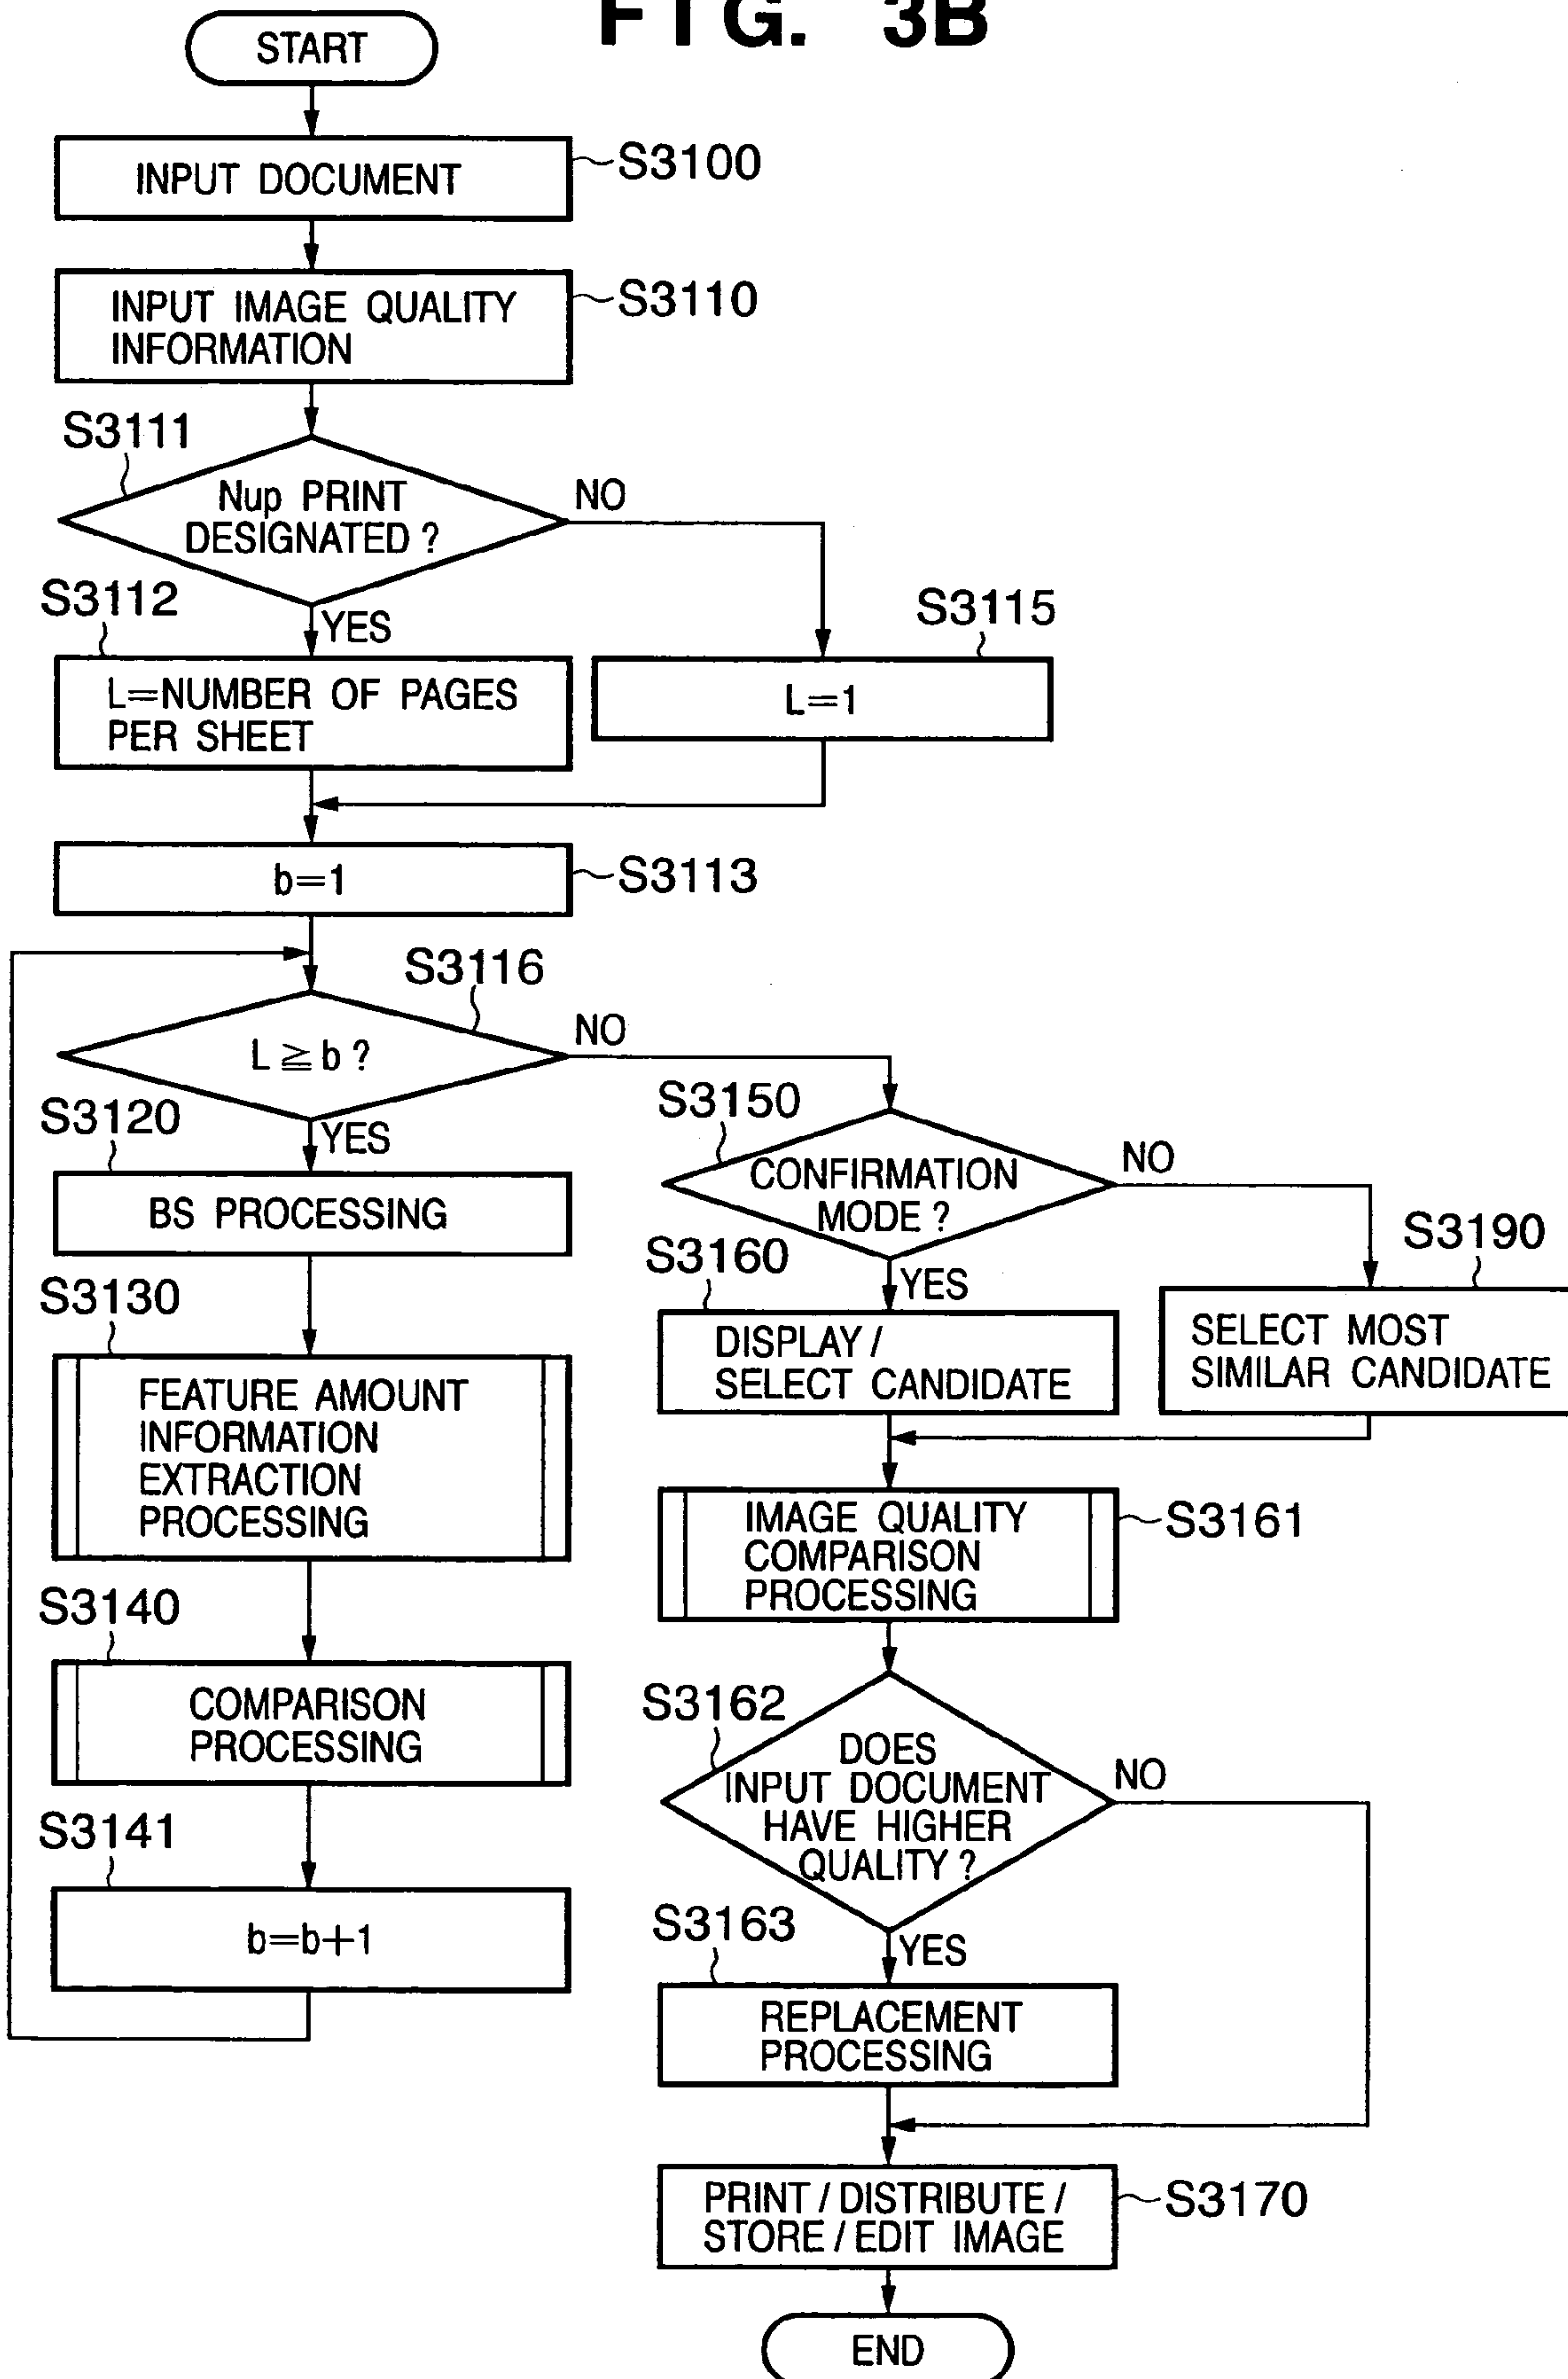 FIG. 3B
START
INPUT DOCUMENT
S3100
INPUT IMAGE QUALITY
INFORMATION
S3110
S3111
Nup PRINT
DESIGNATED ?
NO
YES
S3112
L=NUMBER OF PAGES
PER SHEET
S3115
L=1
b=1
S3113
S3116
L ≧ b ?
NO
YES
S3120
BS PROCESSING
S3130
FEATURE AMOUNT
INFORMATION
EXTRACTION
PROCESSING
S3140
COMPARISON
PROCESSING
S3141
b=b+1
S3150
CONFIRMATION
MODE ?
NO
YES
S3160
DISPLAY /
SELECT CANDIDATE
S3190
SELECT MOST
SIMILAR CANDIDATE
IMAGE QUALITY
COMPARISON
PROCESSING
S3161
S3162
DOES
INPUT DOCUMENT
HAVE HIGHER
QUALITY ?
NO
YES
S3163
REPLACEMENT
PROCESSING
PRINT / DISTRIBUTE /
STORE / EDIT IMAGE
S3170
END